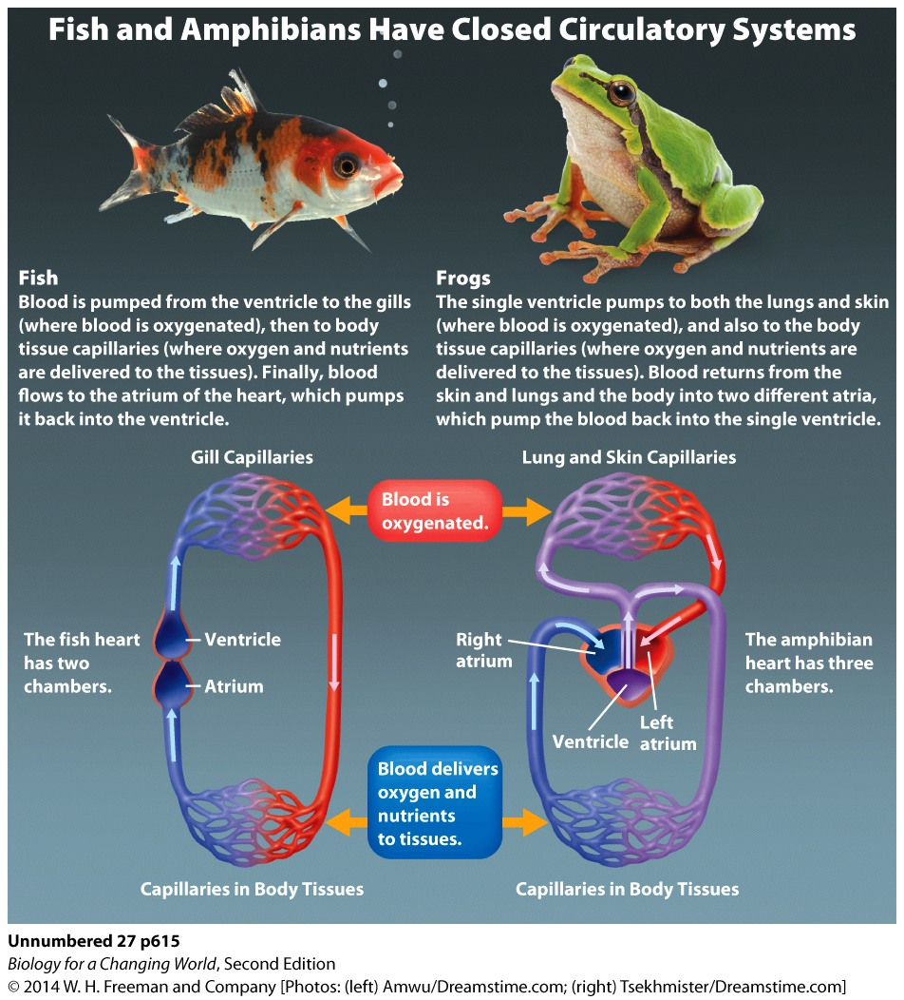 Fish and Amphibians Have Closed Circulatory Systems
Fish
Blood is pumped from the ventricle to the gills
(where blood is oxygenated), then to body
tissue capillaries (where oxygen and nutrients
are delivered to the tissues). Finally, blood
flows to the atrium of the heart, which pumps
it back into the ventricle.
Frogs
The single ventricle pumps to both the lungs and skin
(where blood is oxygenated), and also to the body
tissue capillaries (where oxygen and nutrients are
delivered to the tissues). Blood returns from the
skin and lungs and the body into two different atria,
which pump the blood back into the single ventricle.
Gill Capillaries
Lung and Skin Capillaries
Blood is
oxygenated.
The fish heart
has two
chambers.
Ventricle
Atrium
Right
atrium
Ventricle
Left
atrium
The amphibian
heart has three
chambers.
Blood delivers
oxygen and
nutrients
to tissues.
Capillaries in Body Tissues
Capillaries in Body Tissues
Unnumbered 27 p615
Biology for a Changing World, Second Edition
© 2014 W. H. Freeman and Company [Photos: (left) Amwu/Dreamstime.com; (right) Tsekhmister/Dreamstime.com]